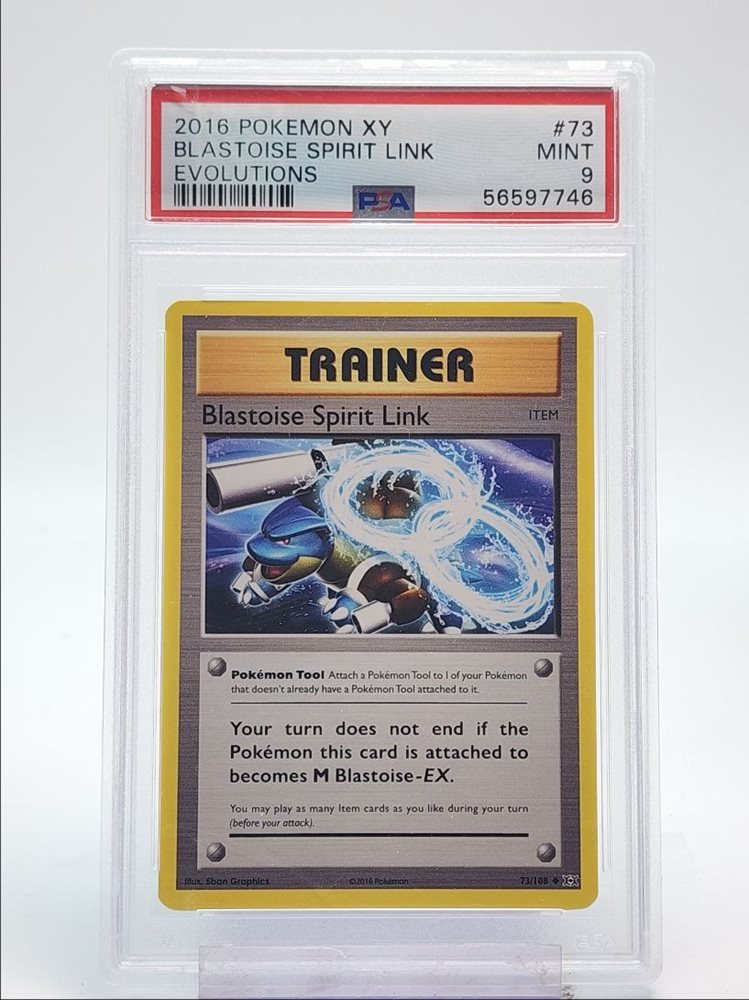 2016 POKEMON XY #73
BLASTOISE SPIRIT LINK MINT
EVOLUTIONS 9
PSA 56597746
TRAINER
Blastoise Spirit Link ITEM
Pokémon Tool Attach a Pokémon Tool to 1 of your Pokémon
that doesn't already have a Pokémon Tool attached to it.
Your turn does not end if the
Pokémon this card is attached to
becomes M Blastoise-EX.
You may play as many Item cards as you like during your turn
(before your attack).
Illus. 5ban Graphics ©2016 Pokémon 73/108
PSA